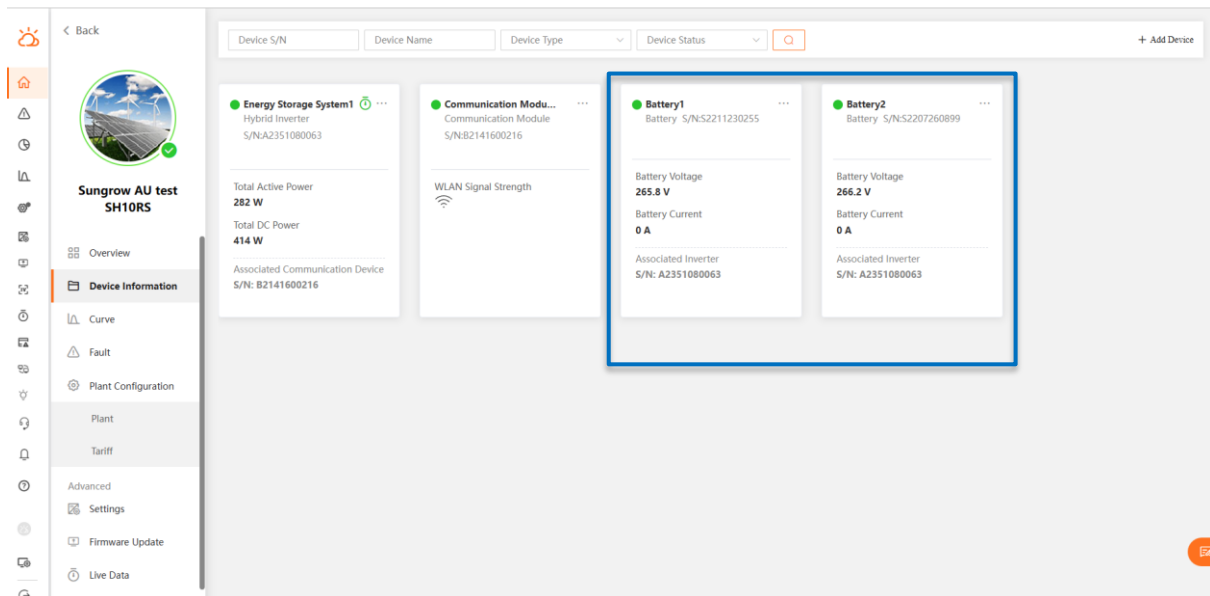 Back
Sungrow AU test
SH10RS
Overview
Device Information
Curve
Fault
Plant Configuration
Plant
Tariff
Advanced
Settings
Firmware Update
Live Data
Device S/N
Device Name
Device Type
Device Status
+ Add Device
Energy Storage System1 ...
Hybrid Inverter
S/N:A2351080063
Total Active Power
282 W
Total DC Power
414 W
Associated Communication Device
S/N: B2141600216
Communication Modu... ...
Communication Module
S/N:B2141600216
WLAN Signal Strength
Battery1 ...
Battery S/N:S2211230255
Battery Voltage
265.8 V
Battery Current
0 A
Associated Inverter
S/N: A2351080063
Battery2 ...
Battery S/N:S2207260899
Battery Voltage
266.2 V
Battery Current
0 A
Associated Inverter
S/N: A2351080063